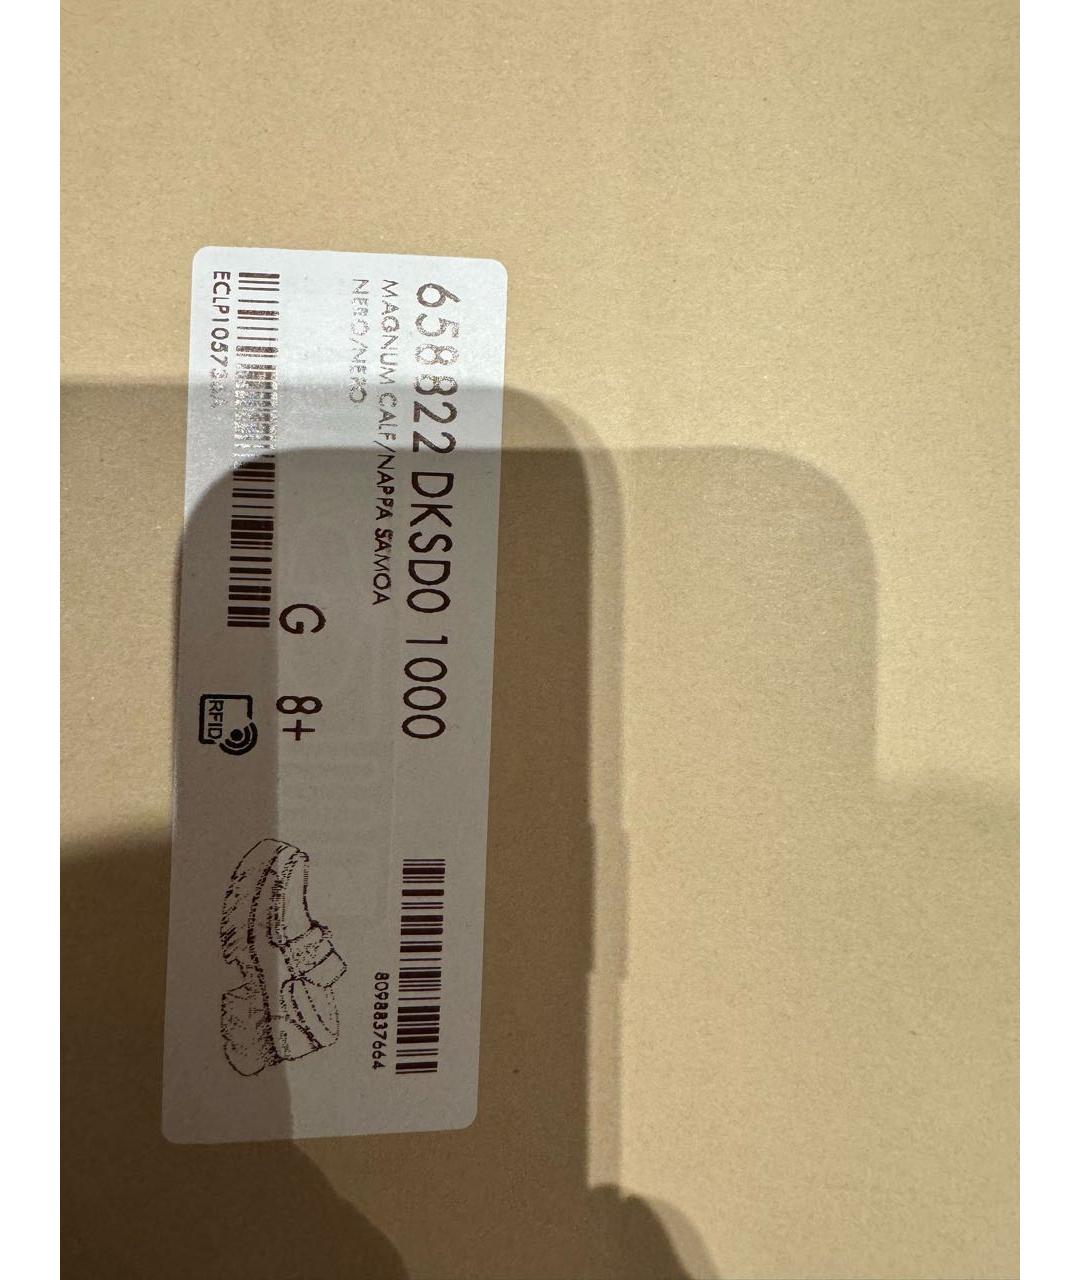 658822 DKSD0 1000
MAGNUM CALF/NAPPA SAMOA
NERO/NERO
G 8+
RFID
8098837664